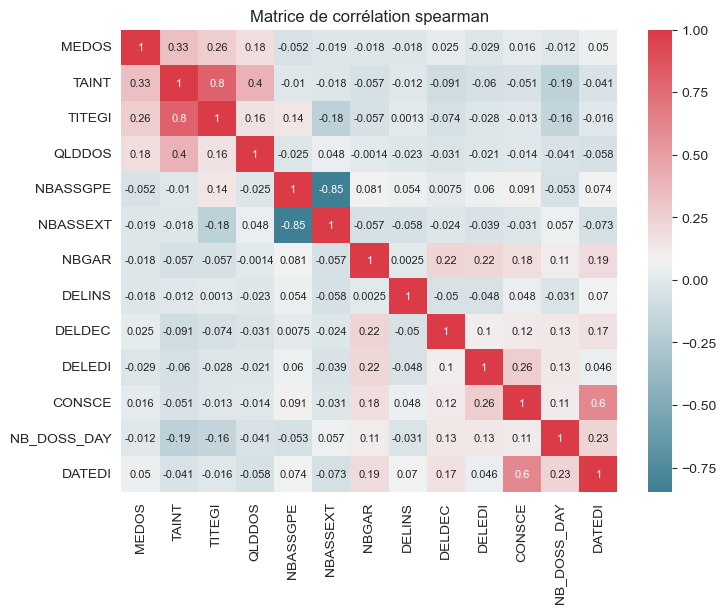 Matrice de corrélation spearman
MEDOS 1 0.33 0.26 0.18 -0.052 -0.019 -0.018 -0.018 0.025 -0.029 0.016 -0.012 0.05
TAINT 0.33 1 0.8 0.4 -0.01 -0.018 -0.057 -0.012 -0.091 -0.06 -0.051 -0.19 -0.041
TITEGI 0.26 0.8 1 0.16 0.14 -0.18 -0.057 0.0013 -0.074 -0.028 -0.013 -0.16 -0.016
QLDDOS 0.18 0.4 0.16 1 -0.025 0.048 -0.0014 -0.023 -0.031 -0.021 -0.014 -0.041 -0.058
NBASSGPE -0.052 -0.01 0.14 -0.025 1 -0.85 0.081 0.054 0.0075 0.06 0.091 -0.053 0.074
NBASSEXT -0.019 -0.018 -0.18 0.048 -0.85 1 -0.057 -0.058 -0.024 -0.039 -0.031 0.057 -0.073
NBGAR -0.018 -0.057 -0.057 -0.0014 0.081 -0.057 1 0.0025 0.22 0.22 0.18 0.11 0.19
DELINS -0.018 -0.012 0.0013 -0.023 0.054 -0.058 0.0025 1 -0.05 -0.048 0.048 -0.031 0.07
DELDEC 0.025 -0.091 -0.074 -0.031 0.0075 -0.024 0.22 -0.05 1 0.1 0.12 0.13 0.17
DELEDI -0.029 -0.06 -0.028 -0.021 0.06 -0.039 0.22 -0.048 0.1 1 0.26 0.13 0.046
CONSCE 0.016 -0.051 -0.013 -0.014 0.091 -0.031 0.18 0.048 0.12 0.26 1 0.11 0.6
NB_DOSS_DAY -0.012 -0.19 -0.16 -0.041 -0.053 0.057 0.11 -0.031 0.13 0.13 0.11 1 0.23
DATEDI 0.05 -0.041 -0.016 -0.058 0.074 -0.073 0.19 0.07 0.17 0.046 0.6 0.23 1
MEDOS
TAINT
TITEGI
QLDDOS
NBASSGPE
NBASSEXT
NBGAR
DELINS
DELDEC
DELEDI
CONSCE
NB_DOSS_DAY
DATEDI
1.00
0.75
0.50
0.25
0.00
-0.25
-0.50
-0.75